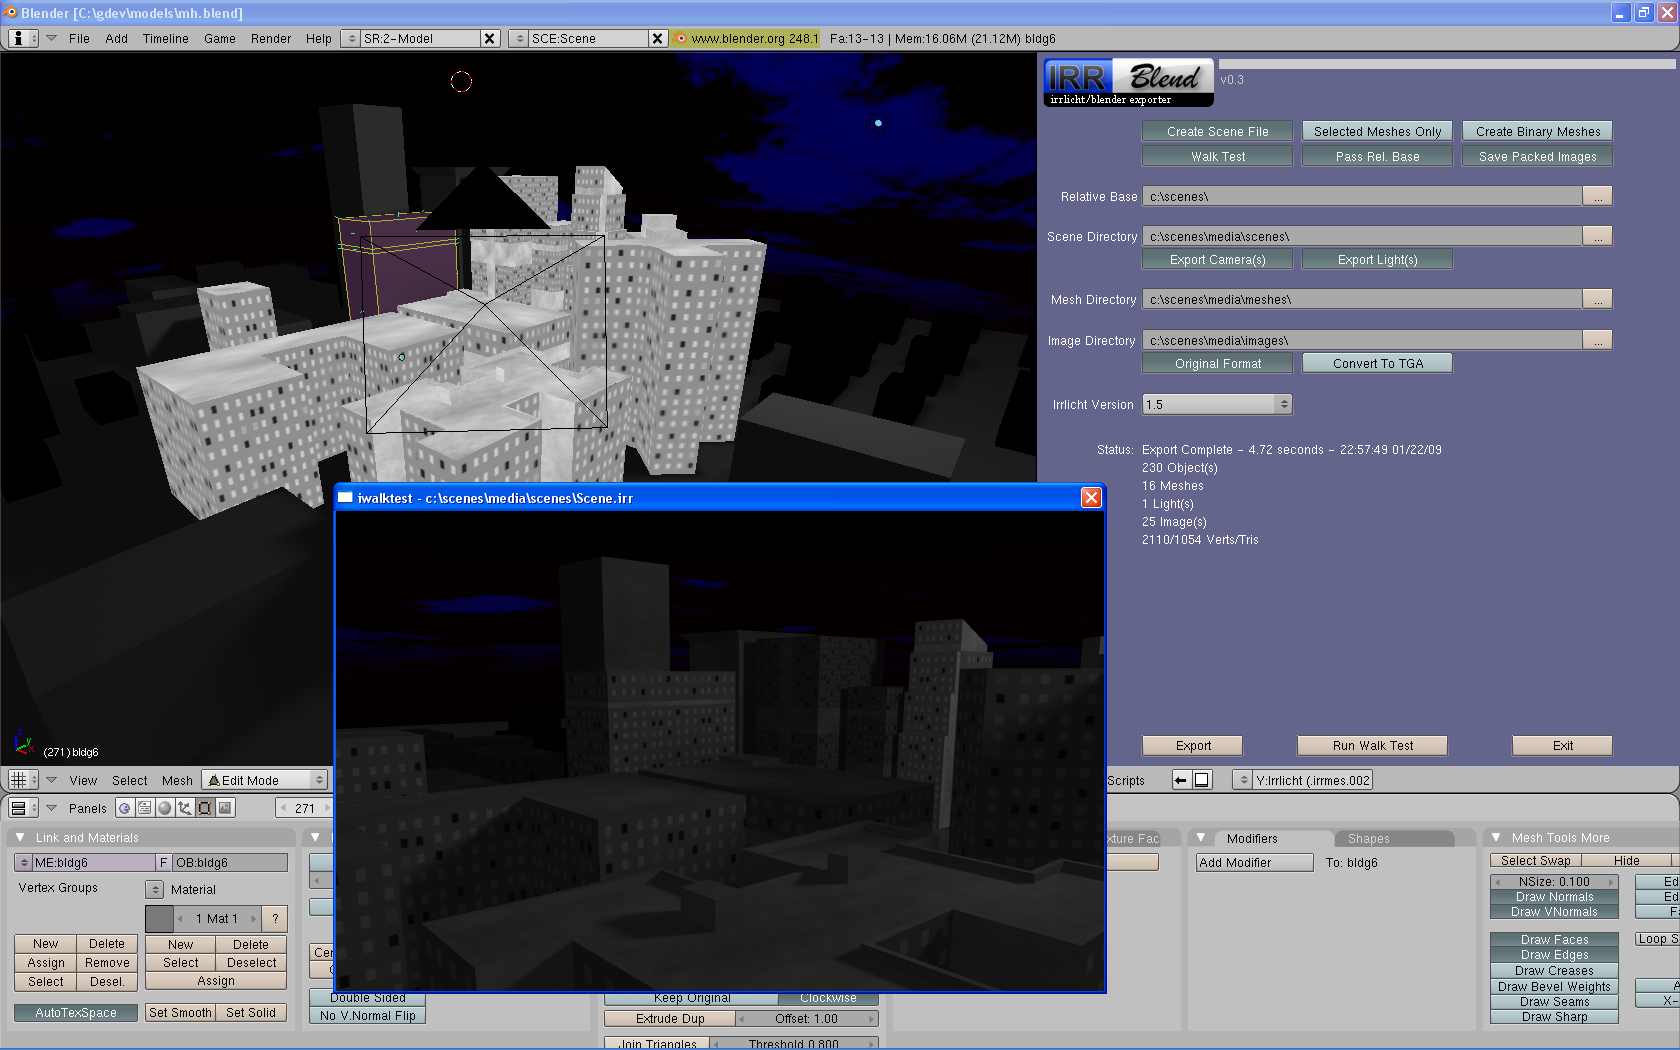 Blender [C:\gdev\models\mh.blend]
File Add Timeline Game Render Help SR:2-Model SCE:Scene www.blender.org 248.1 Fa:13-13 | Mem:16.06M (21.12M) bldg6
IRR Blend
irrlicht/blender exporter
v0.3
Create Scene File Selected Meshes Only Create Binary Meshes
Walk Test Pass Rel. Base Save Packed Images
Relative Base c:\scenes\ ...
Scene Directory c:\scenes\media\scenes\ ...
Export Camera(s) Export Light(s)
Mesh Directory c:\scenes\media\meshes\ ...
Image Directory c:\scenes\media\images\ ...
Original Format Convert To TGA
Irrlicht Version 1.5
Status: Export Complete - 4.72 seconds - 22:57:49 01/22/09
230 Object(s)
16 Meshes
1 Light(s)
25 Image(s)
2110/1054 Verts/Tris
Export Run Walk Test Exit
iwalktest - c:\scenes\media\scenes\Scene.irr
(271) bldg6
View Select Mesh Edit Mode
Scripts Y:Irrlicht (.irrmes.002
Panels 271
Link and Materials
ME:bldg6 F OB:bldg6
Vertex Groups Material
1 Mat 1 ?
New Delete New Delete
Assign Remove Select Deselect
Select Desel. Assign
AutoTexSpace Set Smooth Set Solid
Cen
Double Sided
No V.Normal Flip
Keep Original Clockwise
Extrude Dup Offset: 1.00
Join Triangles Threshold 0.800
xture Fac
Modifiers Shapes
Add Modifier To: bldg6
Mesh Tools More
Select Swap Hide
NSize: 0.100
Draw Normals
Draw VNormals
Draw Faces
Draw Edges
Draw Creases
Draw Bevel Weights
Draw Seams
Draw Sharp
Ed
Ed
Fa
Loop S
A
X-